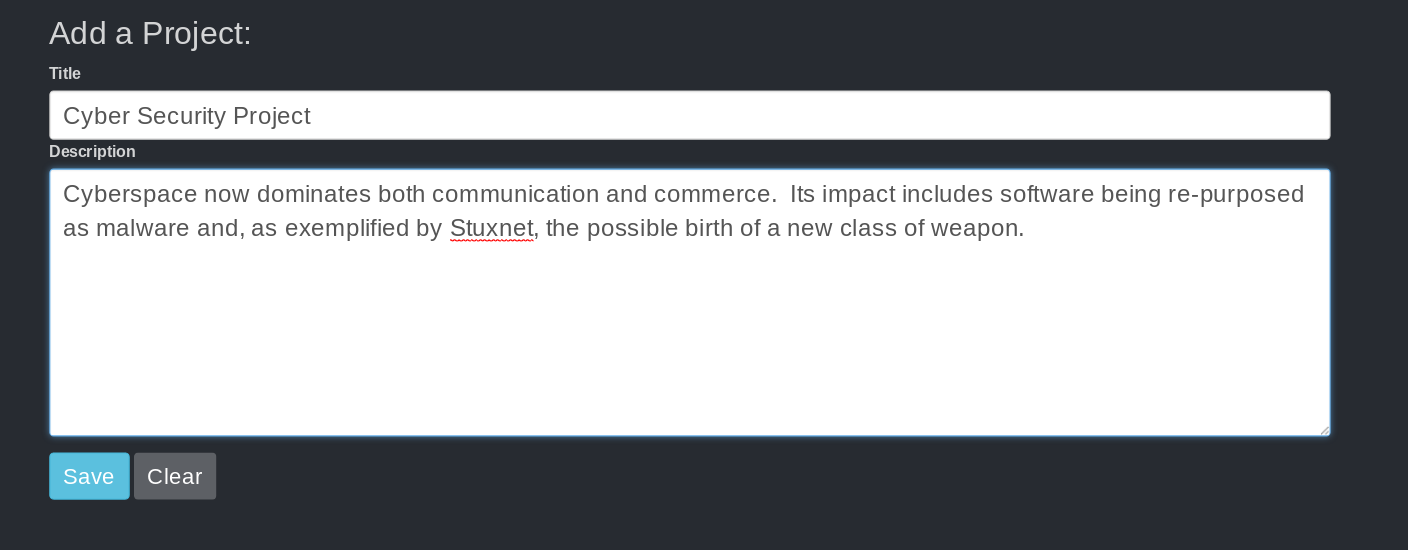 Add a Project:
Title
Cyber Security Project
Description
Cyberspace now dominates both communication and commerce.  Its impact includes software being re-purposed
as malware and, as exemplified by Stuxnet, the possible birth of a new class of weapon.
Save Clear